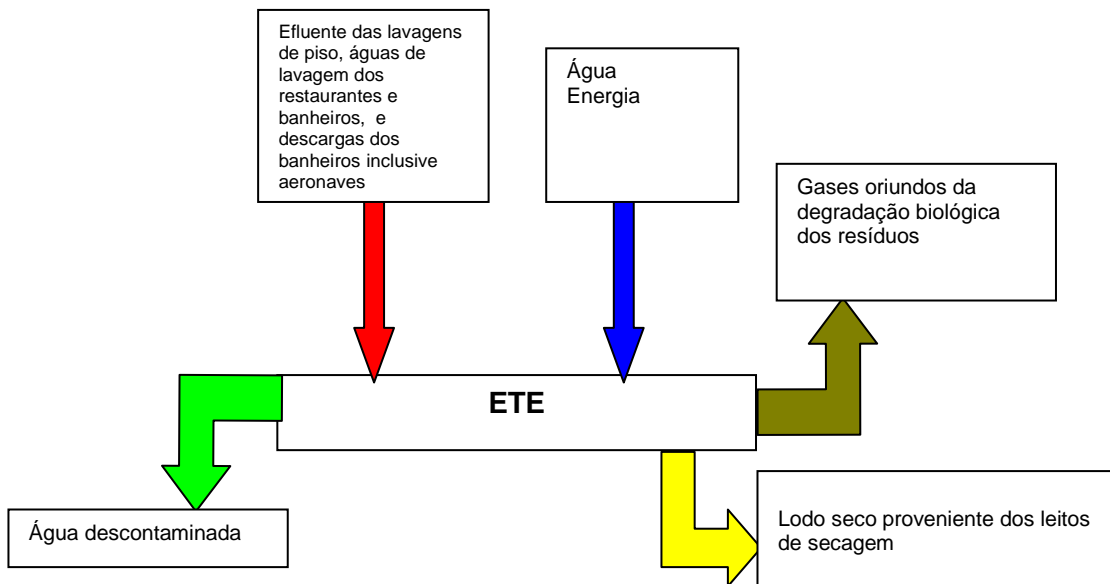 Efluente das lavagens
de piso, águas de
lavagem dos
restaurantes e
banheiros, e
descargas dos
banheiros inclusive
aeronaves
Água
Energia
Gases oriundos da
degradação biológica
dos resíduos
ETE
Água descontaminada
Lodo seco proveniente dos leitos
de secagem